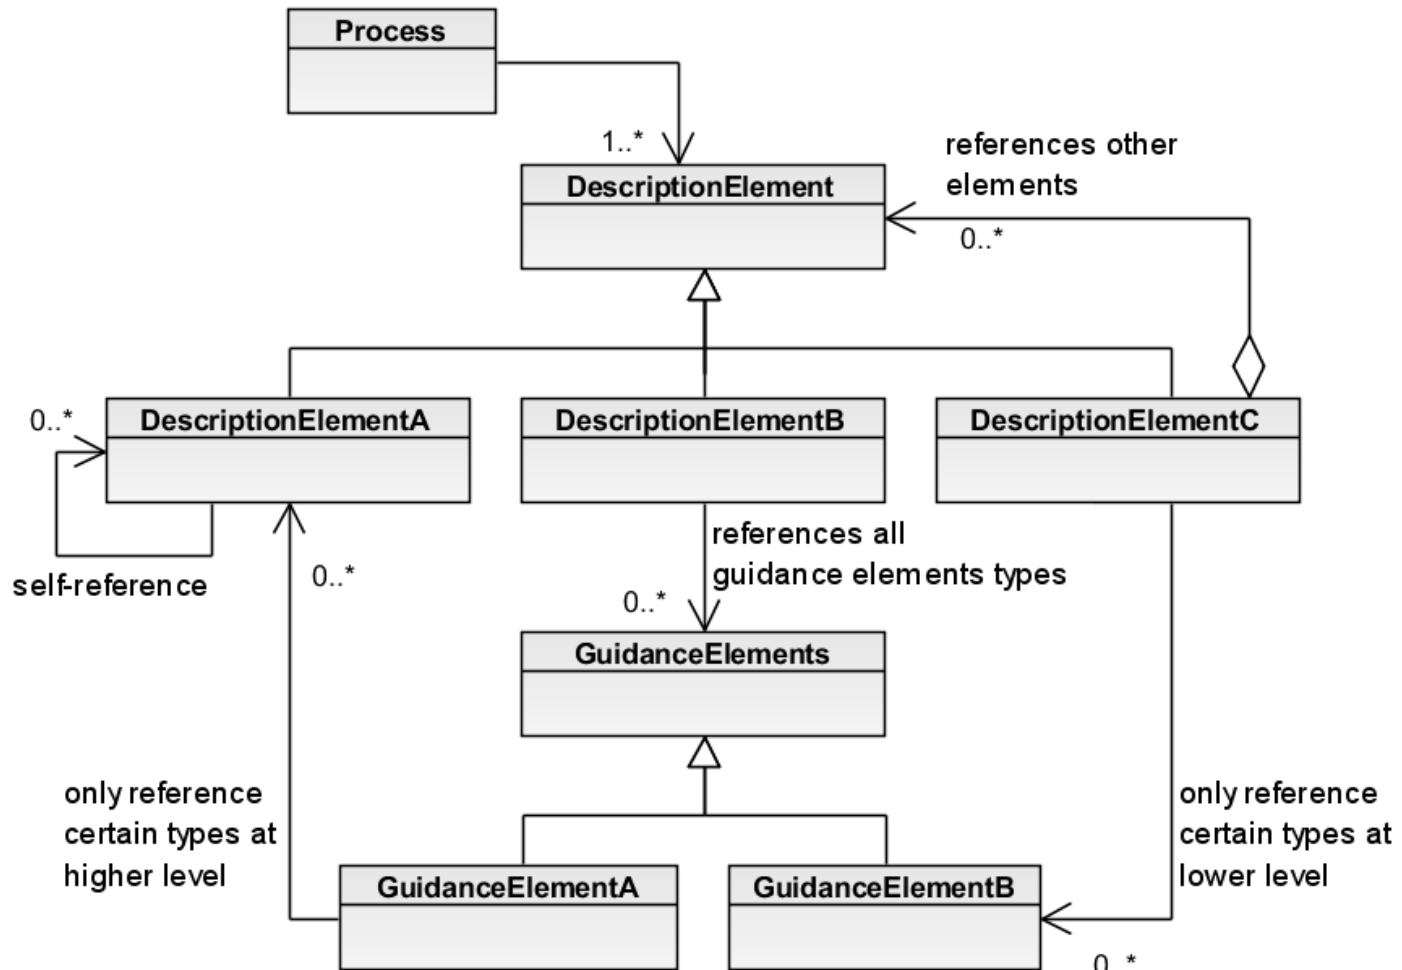 Process
1..*
references other
elements
DescriptionElement
0..*
0..*
DescriptionElementA
DescriptionElementB
DescriptionElementC
references all
guidance elements types
self-reference
0..*
0..*
GuidanceElements
only reference
certain types at
higher level
only reference
certain types at
lower level
GuidanceElementA
GuidanceElementB
0..*